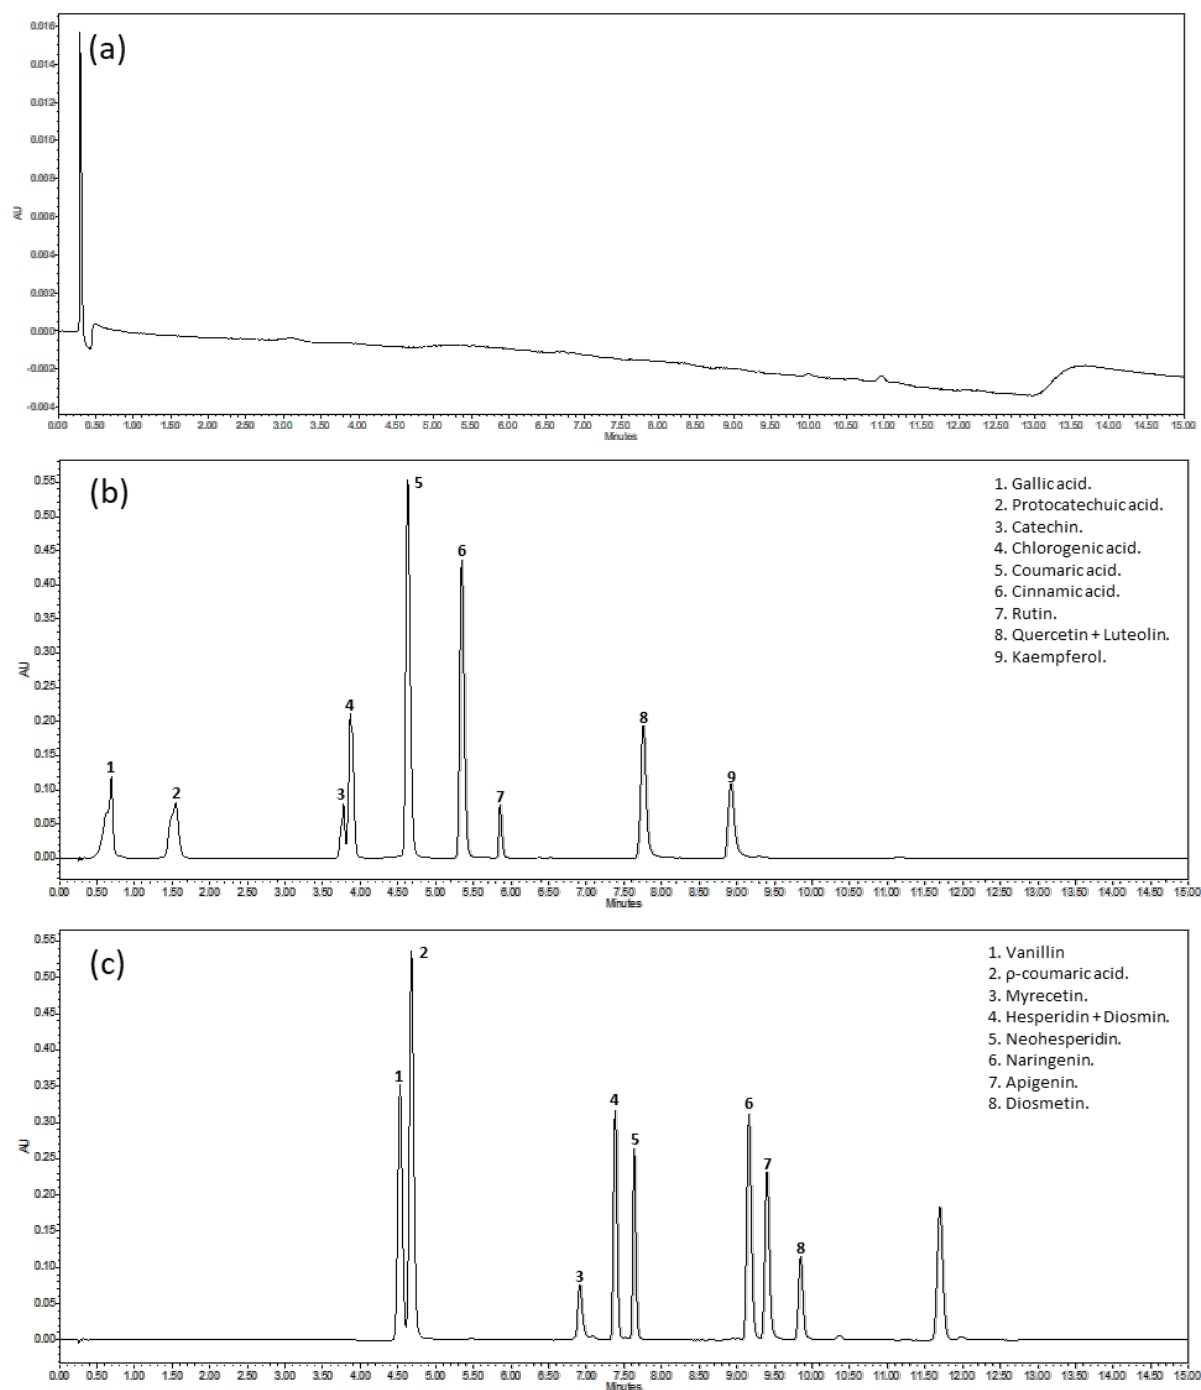 (a)
0.016
0.014
0.012
0.010
0.008
0.006
0.004
0.002
0.000
-0.002
-0.004
AU
0.00 0.50 1.00 1.50 2.00 2.50 3.00 3.50 4.00 4.50 5.00 5.50 6.00 6.50 7.00 7.50 8.00 8.50 9.00 9.50 10.00 10.50 11.00 11.50 12.00 12.50 13.00 13.50 14.00 14.50 15.00
Minutes
(b)
0.55
0.50
0.45
0.40
0.35
0.30
0.25
0.20
0.15
0.10
0.05
0.00
AU
1
2
3
4
5
6
7
8
9
1. Gallic acid.
2. Protocatechuic acid.
3. Catechin.
4. Chlorogenic acid.
5. Coumaric acid.
6. Cinnamic acid.
7. Rutin.
8. Quercetin + Luteolin.
9. Kaempferol.
0.00 0.50 1.00 1.50 2.00 2.50 3.00 3.50 4.00 4.50 5.00 5.50 6.00 6.50 7.00 7.50 8.00 8.50 9.00 9.50 10.00 10.50 11.00 11.50 12.00 12.50 13.00 13.50 14.00 14.50 15.00
Minutes
(c)
0.55
0.50
0.45
0.40
0.35
0.30
0.25
0.20
0.15
0.10
0.05
0.00
AU
1
2
3
4
5
6
7
8
1. Vanillin
2. ρ-coumaric acid.
3. Myrecetin.
4. Hesperidin + Diosmin.
5. Neohesperidin.
6. Naringenin.
7. Apigenin.
8. Diosmetin.
0.00 0.50 1.00 1.50 2.00 2.50 3.00 3.50 4.00 4.50 5.00 5.50 6.00 6.50 7.00 7.50 8.00 8.50 9.00 9.50 10.00 10.50 11.00 11.50 12.00 12.50 13.00 13.50 14.00 14.50 15.00
Minutes